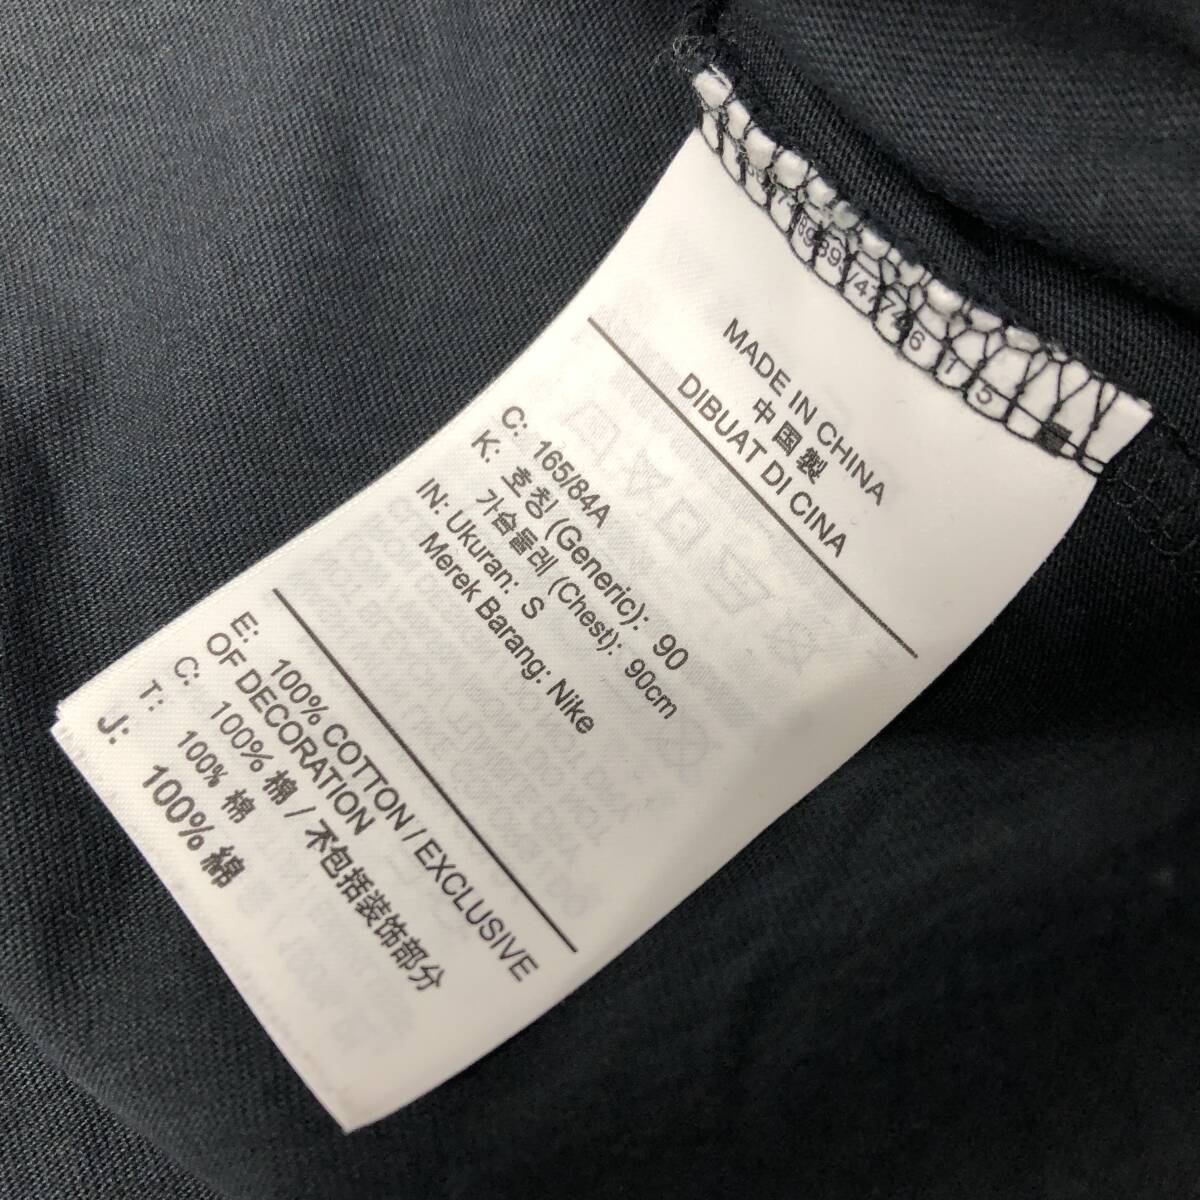 MADE IN CHINA
中国製
DIBUAT DI CINA
C: 165/84A
K: 호칭 (Generic): 90
가슴둘레 (Chest): 90cm
IN: Ukuran: S
Merek Barang: Nike
E: 100% COTTON / EXCLUSIVE
OF DECORATION
C: 100% 棉 / 不包括装饰部分
T: 100% 棉
J: 100% 綿